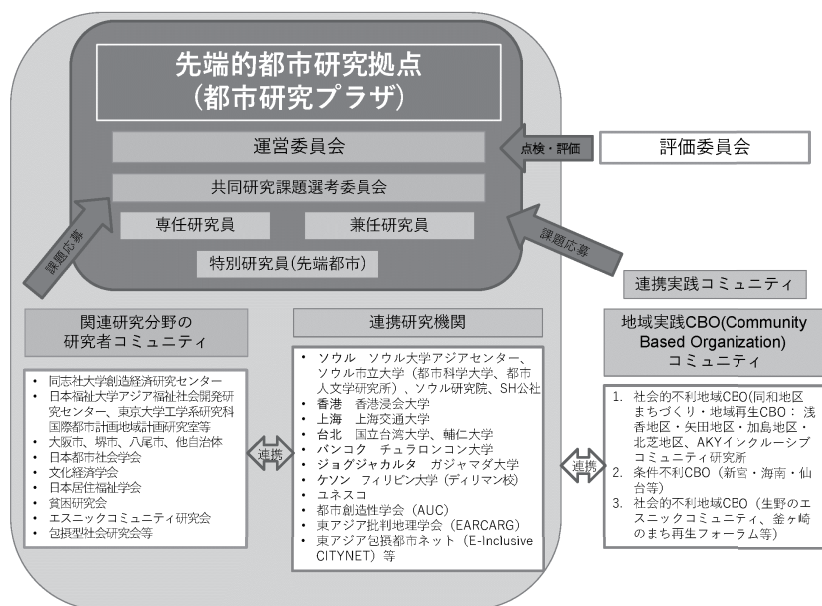 先端的都市研究拠点
(都市研究プラザ)
運営委員会
点検・評価
評価委員会
共同研究課題選考委員会
専任研究員
兼任研究員
特別研究員(先端都市)
課題応募
課題応募
連携実践コミュニティ
関連研究分野の
研究者コミュニティ
• 同志社大学創造経済研究センター
• 日本福祉大学アジア福祉社会開発研
究センター、東京大学工学系研究科
国際都市計画地域計画研究室等
• 大阪市、堺市、八尾市、他自治体
• 日本都市社会学会
• 文化経済学会
• 日本居住福祉学会
• 貧困研究会
• エスニックコミュニティ研究会
• 包摂型社会研究会等
連携
連携研究機関
• ソウル ソウル大学アジアセンター、
ソウル市立大学(都市科学大学、都市
人文学研究所)、ソウル研究院、SH公社
• 香港 香港浸会大学
• 上海 上海交通大学
• 台北 国立台湾大学、輔仁大学
• バンコク チュラロンコン大学
• ジョグジャカルタ ガジャマダ大学
• ケソン フィリピン大学(ディリマン校)
• ユネスコ
• 都市創造性学会(AUC)
• 東アジア批判地理学会(EARCARG)
• 東アジア包摂都市ネット(E-Inclusive
CITYNET)等
連携
地域実践CBO(Community
Based Organization)
コミュニティ
1. 社会的不利地域CEO(同和地区
まちづくり・地域再生CBO: 浅
香地区・矢田地区・加島地区・
北芝地区、AKYインクルーシブ
コミュニティ研究所
2. 条件不利CBO(新宮・海南・仙
台等)
3. 社会的不利地域CEO(生野のエ
スニックコミュニティ、釜ヶ崎
のまち再生フォーラム等)